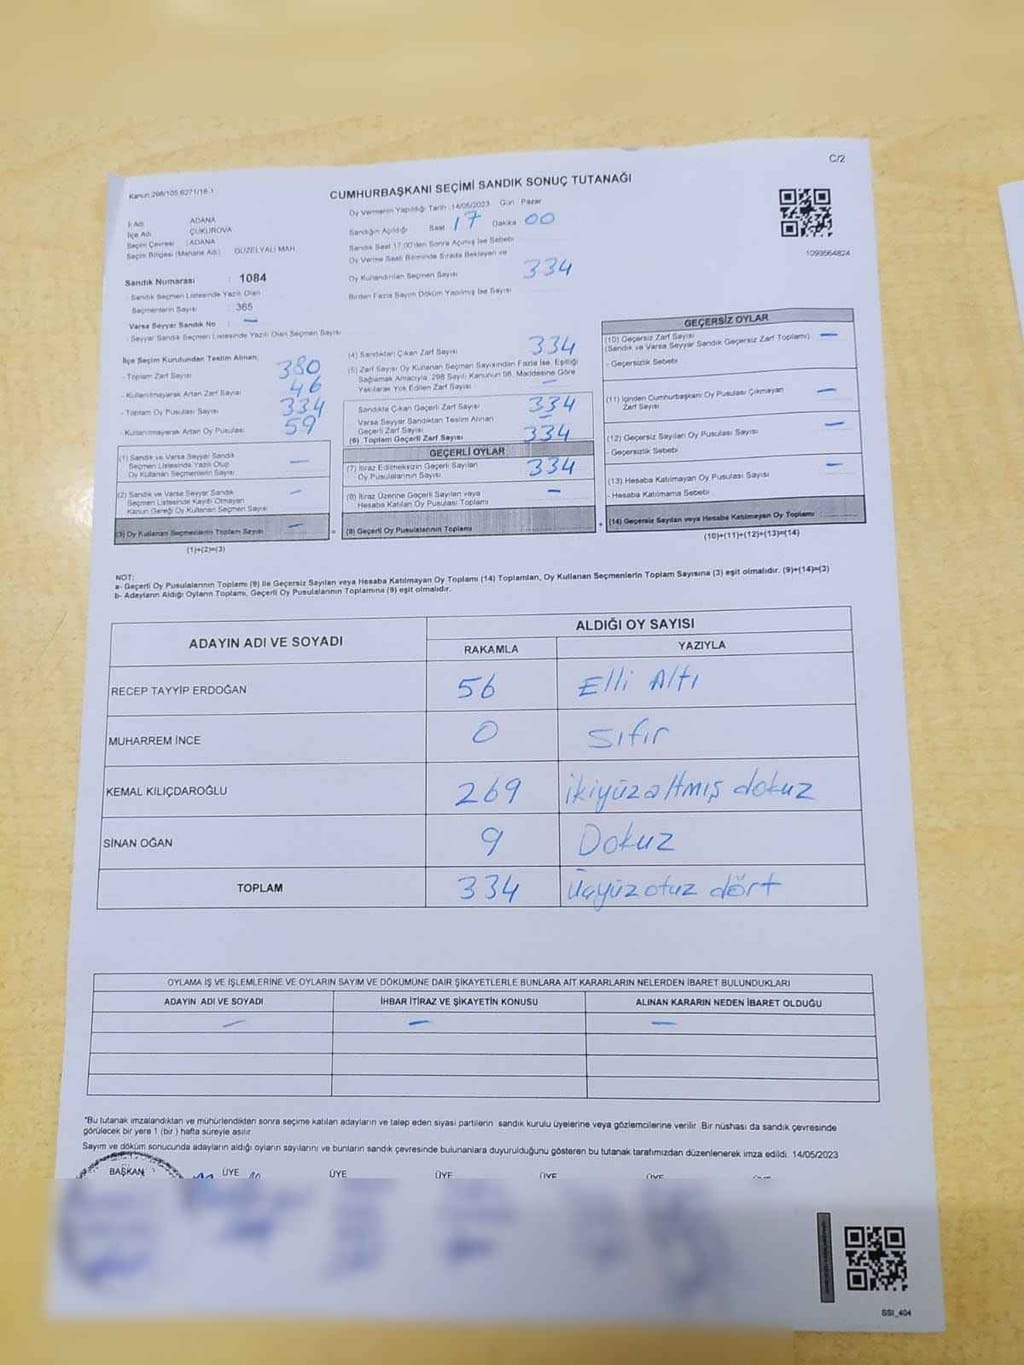 C/2
Kanun 298/105 6271/16-1
CUMHURBAŞKANI SEÇİMİ SANDIK SONUÇ TUTANAĞI
İl Adı : ADANA
İlçe Adı : ÇUKUROVA
Seçim Çevresi : ADANA
Seçim Bölgesi (Mahalle Adı) : GÜZELYALI MAH.
Sandık Numarası : 1084
Sandık Seçmen Listesinde Yazılı Olan
Seçmenlerin Sayısı : 365
Varsa Seyyar Sandık No : —
Seyyar Sandık Seçmen Listesinde Yazılı Olan Seçmen Sayısı
Oy Vermenin Yapıldığı Tarih :14/05/2023 Gün Pazar
Sandığın Açıldığı Saat 17 Dakika 00
Sandık Saat 17:00'den Sonra Açılmış İse Sebebi
Oy Verme Saati Bitiminde Sırada Bekleyen ve
Oy Kullandırılan Seçmen Sayısı 334
Birden Fazla Sayım Döküm Yapılmış İse Sayısı
1093564824
İlçe Seçim Kurulundan Teslim Alınan:
- Toplam Zarf Sayısı 380
- Kullanılmayarak Artan Zarf Sayısı 46
- Toplam Oy Pusulası Sayısı 334
- Kullanılmayarak Artan Oy Pusulası 59
(1) Sandık ve Varsa Seyyar Sandık
Seçmen Listesinde Yazılı Olup
Oy Kullanan Seçmenlerin Sayısı —
(2) Sandık ve Varsa Seyyar Sandık
Seçmen Listesinde Kayıtlı Olmayan
Kanun Gereği Oy Kullanan Seçmen Sayısı —
(3) Oy Kullanan Seçmenlerin Toplam Sayısı —
(1)+(2)=(3)
(4) Sandıktan Çıkan Zarf Sayısı 334
(5) Zarf Sayısı Oy Kullanan Seçmen Sayısından Fazla İse, Eşitliği
Sağlamak Amacıyla, 298 Sayılı Kanunun 98. Maddesine Göre
Yakılarak Yok Edilen Zarf Sayısı —
Sandıkta Çıkan Geçerli Zarf Sayısı 334
Varsa Seyyar Sandıktan Teslim Alınan
Geçerli Zarf Sayısı —
(6) Toplam Geçerli Zarf Sayısı 334
GEÇERLİ OYLAR
(7) İtiraz Edilmeksizin Geçerli Sayılan
Oy Pusulalarının Sayısı 334
(8) İtiraz Üzerine Geçerli Sayılan veya
Hesaba Katılan Oy Pusulası Toplamı —
(9) Geçerli Oy Pusulalarının Toplamı
GEÇERSİZ OYLAR
(10) Geçersiz Zarf Sayısı —
(Sandık ve Varsa Seyyar Sandık Geçersiz Zarf Toplamı)
- Geçersizlik Sebebi
(11) İçinden Cumhurbaşkanı Oy Pusulası Çıkmayan
Zarf Sayısı —
(12) Geçersiz Sayılan Oy Pusulası Sayısı —
- Geçersizlik Sebebi
(13) Hesaba Katılmayan Oy Pusulası Sayısı —
- Hesaba Katılmama Sebebi
(14) Geçersiz Sayılan veya Hesaba Katılmayan Oy Toplamı
(10)+(11)+(12)+(13)=(14)
NOT:
a- Geçerli Oy Pusulalarının Toplamı (9) ile Geçersiz Sayılan veya Hesaba Katılmayan Oy Toplamı (14) Toplamları, Oy Kullanan Seçmenlerin Toplam Sayısına (3) eşit olmalıdır. (9)+(14)=(3)
b- Adayların Aldığı Oyların Toplamı, Geçerli Oy Pusulalarının Toplamına (9) eşit olmalıdır.
ADAYIN ADI VE SOYADI ALDIĞI OY SAYISI
RAKAMLA YAZIYLA
RECEP TAYYİP ERDOĞAN 56 Elli Altı
MUHARREM İNCE 0 Sıfır
KEMAL KILIÇDAROĞLU 269 ikiyüzaltmış dokuz
SİNAN OĞAN 9 Dokuz
TOPLAM 334 Üçyüzotuz dört
OYLAMA İŞ VE İŞLEMLERİNE VE OYLARIN SAYIM VE DÖKÜMÜNE DAİR ŞİKAYETLERLE BUNLARA AİT KARARLARIN NELERDEN İBARET BULUNDUKLARI
ADAYIN ADI VE SOYADI İHBAR İTİRAZ VE ŞİKAYETİN KONUSU ALINAN KARARIN NEDEN İBARET OLDUĞU
— — —
*Bu tutanak imzalandıktan ve mühürlendikten sonra seçime katılan adayların ve talep eden siyasi partilerin sandık kurulu üyelerine veya gözlemcilerine verilir. Bir nüshası da sandık çevresinde
görülecek bir yere 1 (bir ) hafta süreyle asılır.
Sayım ve döküm sonucunda adayların aldığı oyların sayılarını ve bunların sandık çevresinde bulunanlara duyurulduğunu gösteren bu tutanak tarafımızdan düzenlenerek imza edildi. 14/05/2023
BAŞKAN ÜYE ÜYE ÜYE ÜYE ÜYE
SSI_404